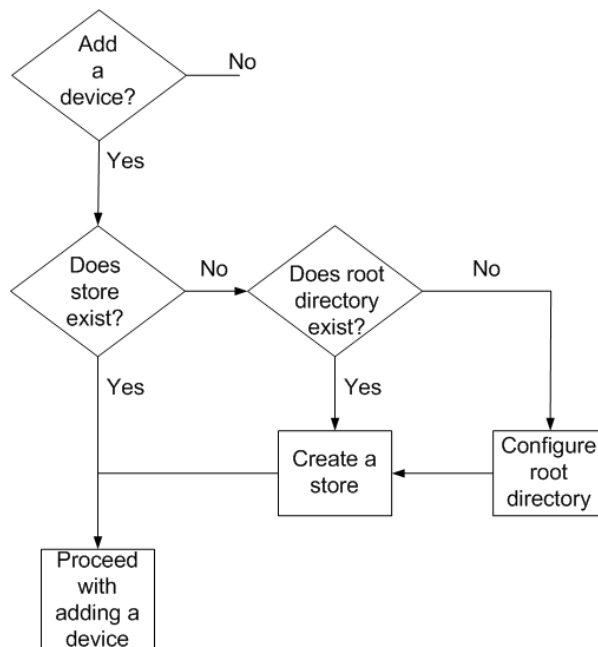 Add
a
device?
No
Yes
Does
store
exist?
No
Does root
directory
exist?
No
Yes
Yes
Create a
store
Configure
root
directory
Proceed
with
adding a
device